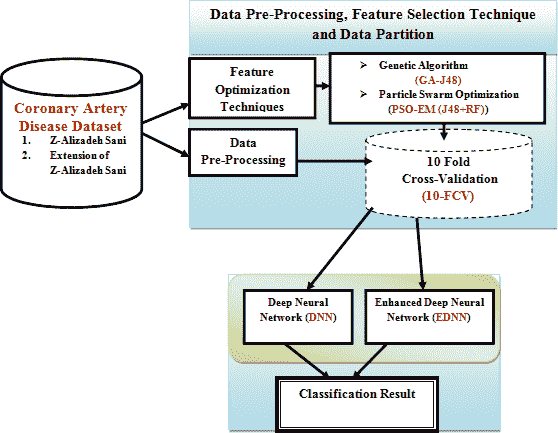 Data Pre-Processing, Feature Selection Technique
and Data Partition
Coronary Artery
Disease Dataset
1. Z-Alizadeh Sani
2. Extension of
Z-Alizadeh Sani
Feature
Optimization
Techniques
➤ Genetic Algorithm
(GA-J48)
➤ Particle Swarm Optimization
(PSO-EM (J48+RF))
Data
Pre-Processing
10 Fold
Cross-Validation
(10-FCV)
Deep Neural
Network (DNN)
Enhanced Deep Neural
Network (EDNN)
Classification Result